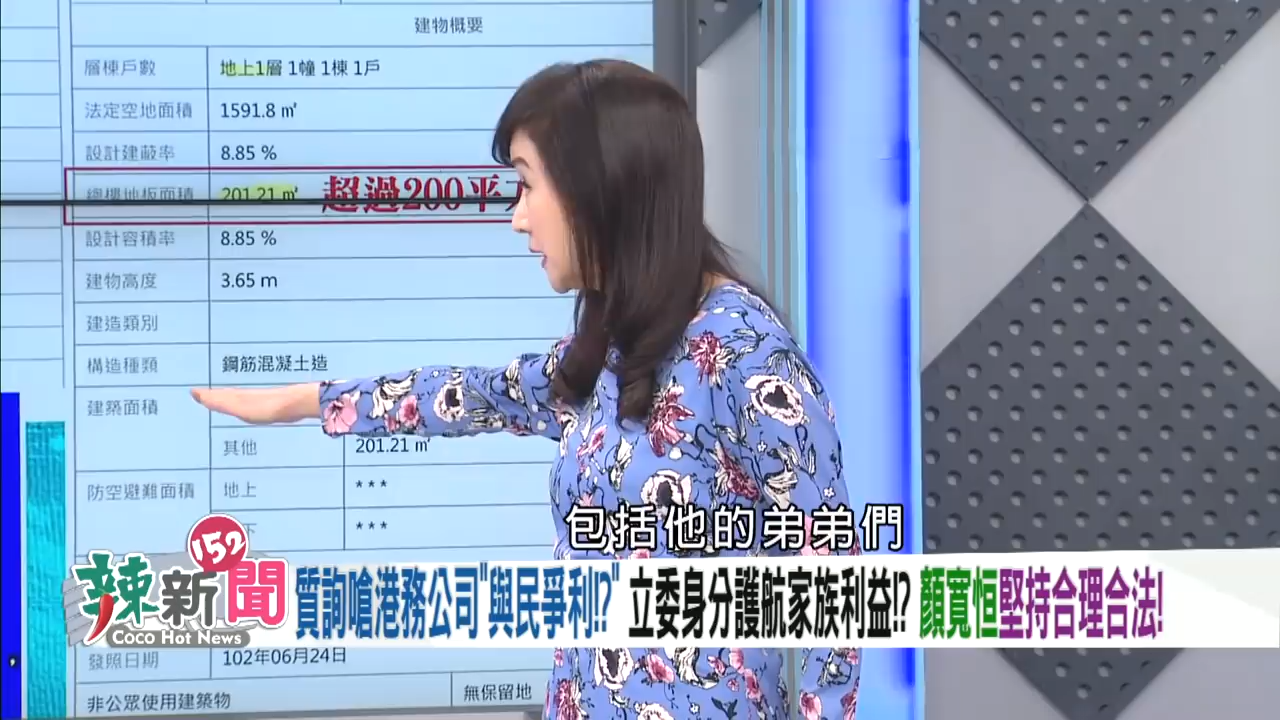 建物概要
層棟戶數 地上1層 1幢 1棟 1戶
法定空地面積 1591.8 ㎡
設計建蔽率 8.85 %
總樓地板面積 201.21 ㎡ 超過200平
設計容積率 8.85 %
建物高度 3.65 m
建造類別
構造種類 鋼筋混凝土造
建築面積
其他 201.21 ㎡
防空避難面積 地上 ***
下 ***
包括他的弟弟們
152
辣新聞
Coco Hot News
質詢嗆港務公司"與民爭利!?" 立委身分護航家族利益!? 顏寬恒堅持合理合法!
發照日期 102年06月24日
非公眾使用建築物 無保留地